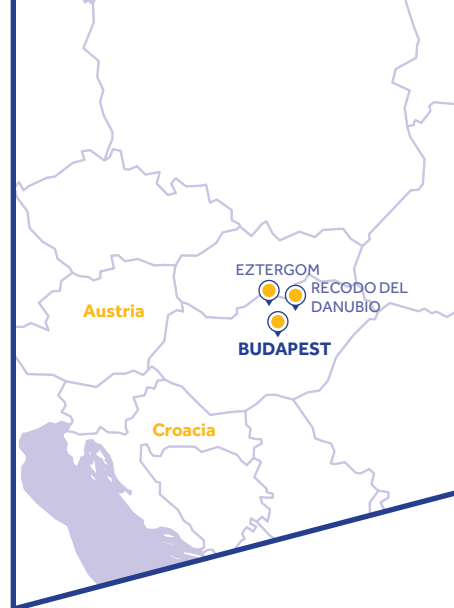 EZTERGOM
RECODO DEL
DANUBIO
Austria
BUDAPEST
Croacia